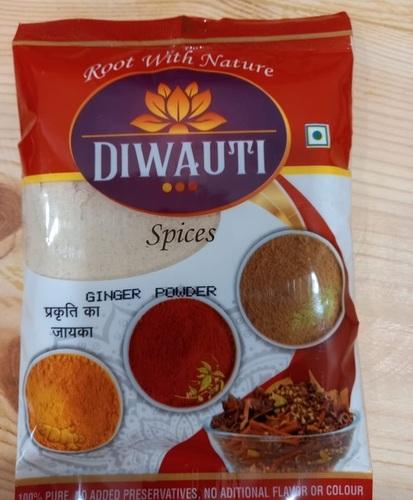 Root With Nature
DIWAUTI
Spices
GINGER POWDER
प्रकृति का
जायका
100% PURE, NO ADDED PRESERVATIVES, NO ADITIONAL FLAVOR OR COLOUR